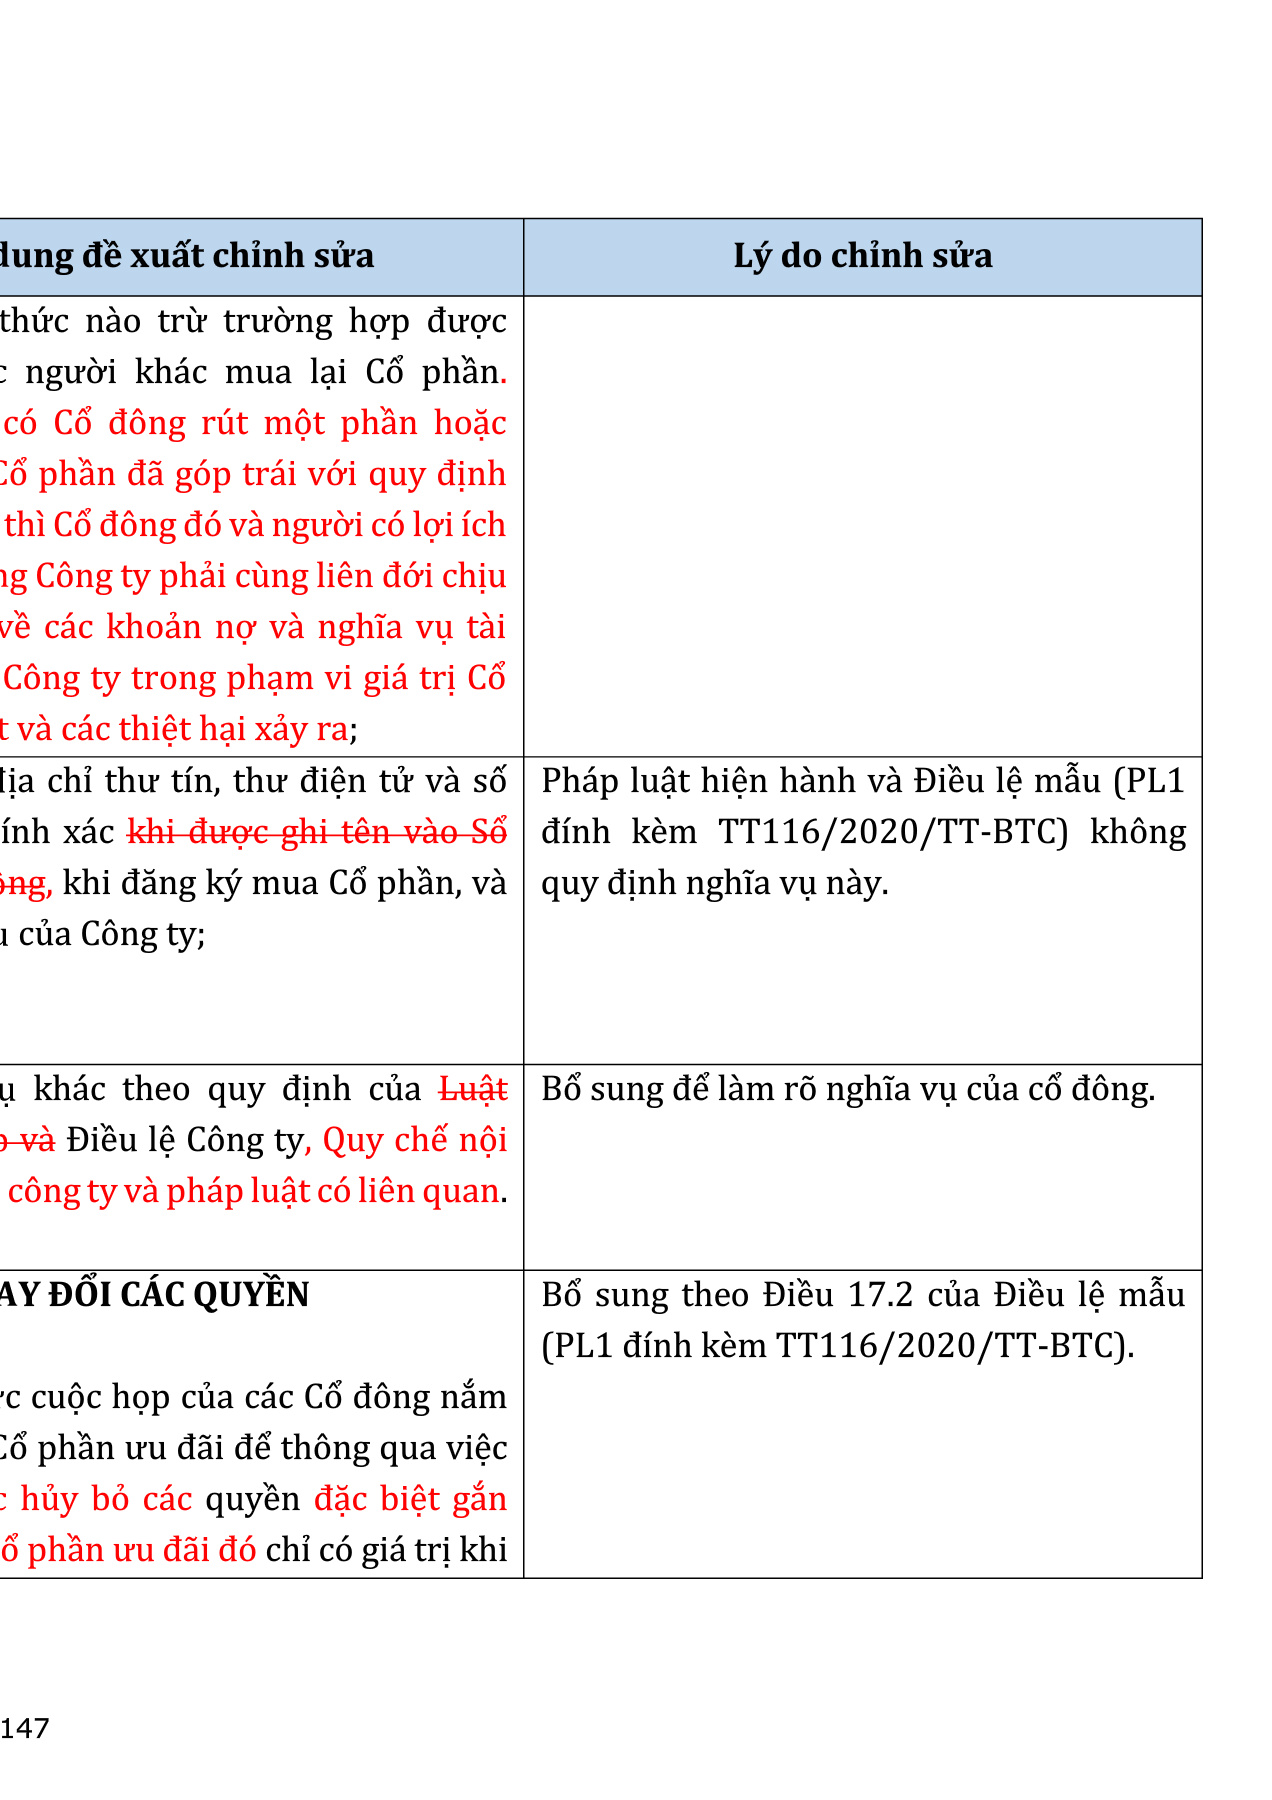 dung đề xuất chỉnh sửa
Lý do chỉnh sửa
thức nào trừ trường hợp được
người khác mua lại Cổ phần.
có Cổ đông rút một phần hoặc
Cổ phần đã góp trái với quy định
thì Cổ đông đó và người có lợi ích
Công ty phải cùng liên đới chịu
về các khoản nợ và nghĩa vụ tài
Công ty trong phạm vi giá trị Cổ
và các thiệt hại xảy ra;
địa chỉ thư tín, thư điện tử và số
xác khi được ghi tên vào Sổ
khi đăng ký mua Cổ phần, và
của Công ty;
Pháp luật hiện hành và Điều lệ mẫu (PL1
đính kèm TT116/2020/TT-BTC) không
quy định nghĩa vụ này.
khác theo quy định của Luật
và Điều lệ Công ty, Quy chế nội
công ty và pháp luật có liên quan.
Bổ sung để làm rõ nghĩa vụ của cổ đông.
ĐỔI CÁC QUYỀN
cuộc họp của các Cổ đông nắm
Cổ phần ưu đãi để thông qua việc
hủy bỏ các quyền đặc biệt gắn
phần ưu đãi đó chỉ có giá trị khi
Bổ sung theo Điều 17.2 của Điều lệ mẫu
(PL1 đính kèm TT116/2020/TT-BTC).
147